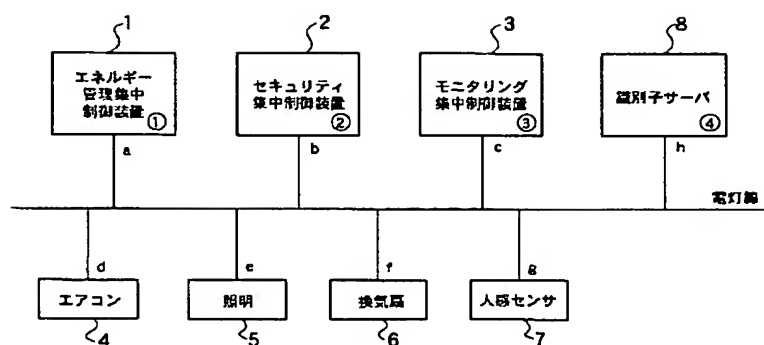 1
2
3
8
エネルギー
管理集中
制御装置
①
セキュリティ
集中制御装置
②
モニタリング
集中制御装置
③
識別子サーバ
④
a
b
c
h
電灯線
d
e
f
g
エアコン
照明
換気扇
人感センサ
4
5
6
7